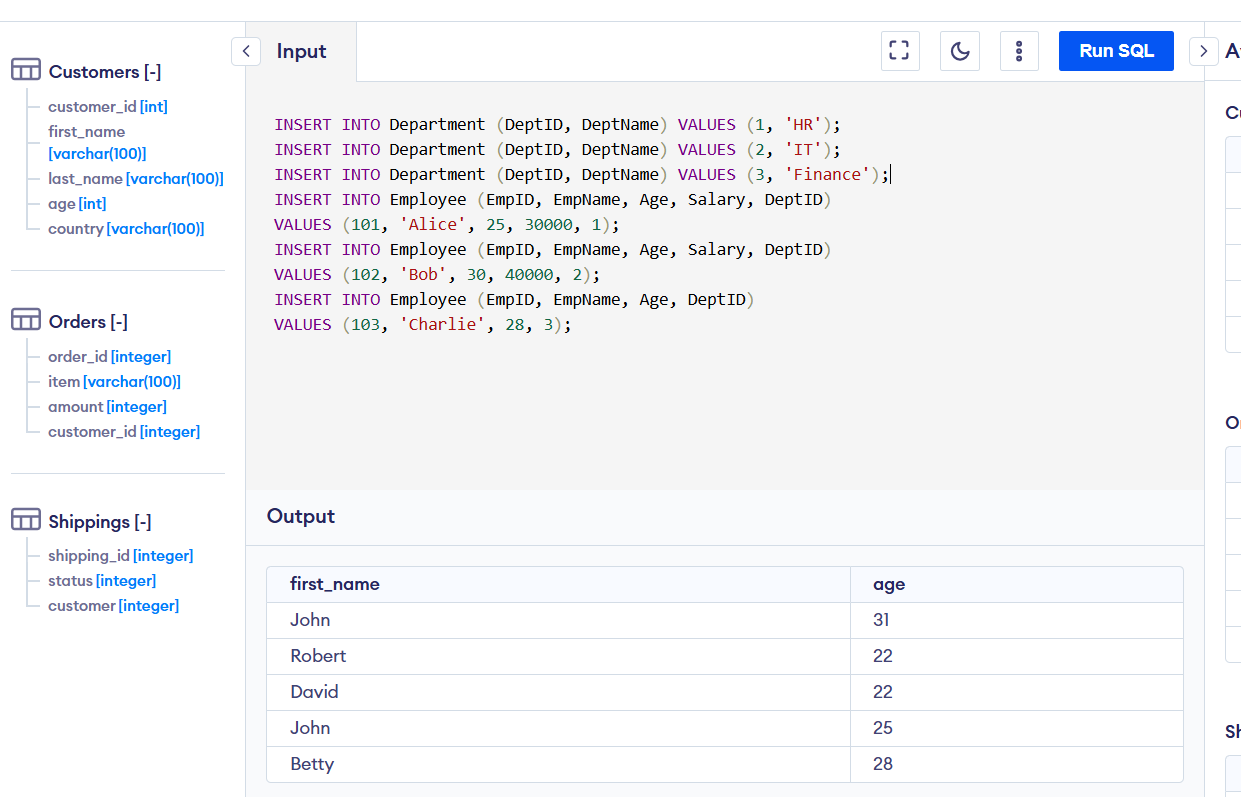 Customers [-]
customer_id [int]
first_name
[varchar(100)]
last_name [varchar(100)]
age [int]
country [varchar(100)]
Orders [-]
order_id [integer]
item [varchar(100)]
amount [integer]
customer_id [integer]
Shippings [-]
shipping_id [integer]
status [integer]
customer [integer]
Input
Run SQL
INSERT INTO Department (DeptID, DeptName) VALUES (1, 'HR');
INSERT INTO Department (DeptID, DeptName) VALUES (2, 'IT');
INSERT INTO Department (DeptID, DeptName) VALUES (3, 'Finance');
INSERT INTO Employee (EmpID, EmpName, Age, Salary, DeptID)
VALUES (101, 'Alice', 25, 30000, 1);
INSERT INTO Employee (EmpID, EmpName, Age, Salary, DeptID)
VALUES (102, 'Bob', 30, 40000, 2);
INSERT INTO Employee (EmpID, EmpName, Age, DeptID)
VALUES (103, 'Charlie', 28, 3);
Output
first_name age
John 31
Robert 22
David 22
John 25
Betty 28